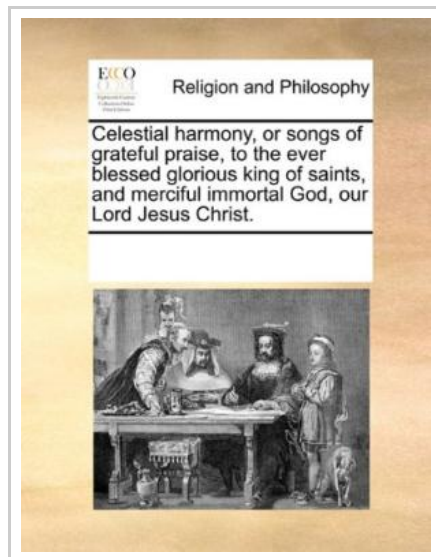 ECCO
Religion and Philosophy
Celestial harmony, or songs of
grateful praise, to the ever
blessed glorious king of saints,
and merciful immortal God, our
Lord Jesus Christ.